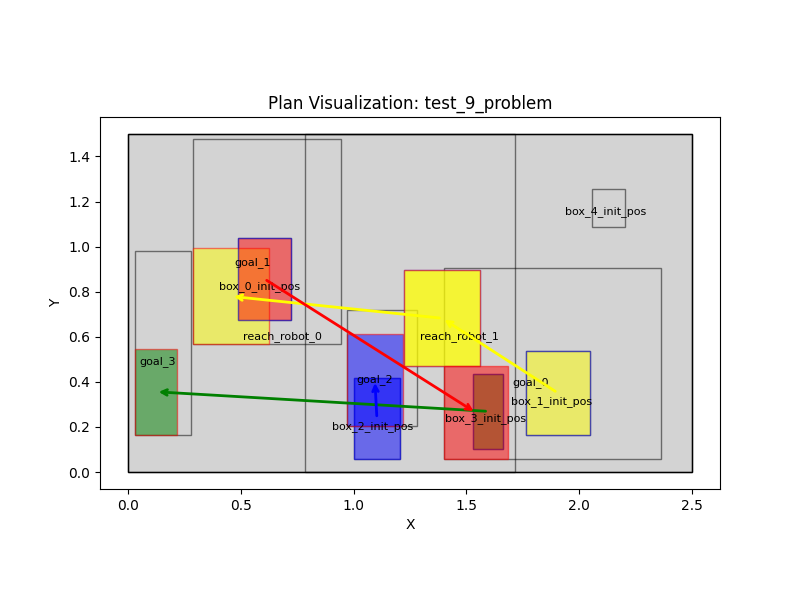 Plan Visualization: test_9_problem
1.4
1.2
1.0
0.8
0.6
0.4
0.2
0.0
Y
box_4_init_pos
goal_1
box_0_init_pos
reach_robot_0
reach_robot_1
goal_3
goal_2
goal_0
box_1_init_pos
box_3_init_pos
box_2_init_pos
0.0
0.5
1.0
1.5
2.0
2.5
X